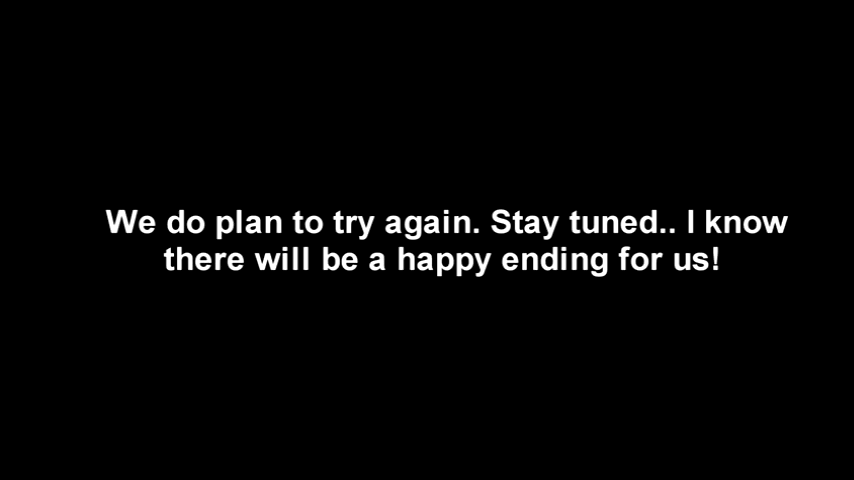 We do plan to try again. Stay tuned.. I know
there will be a happy ending for us!